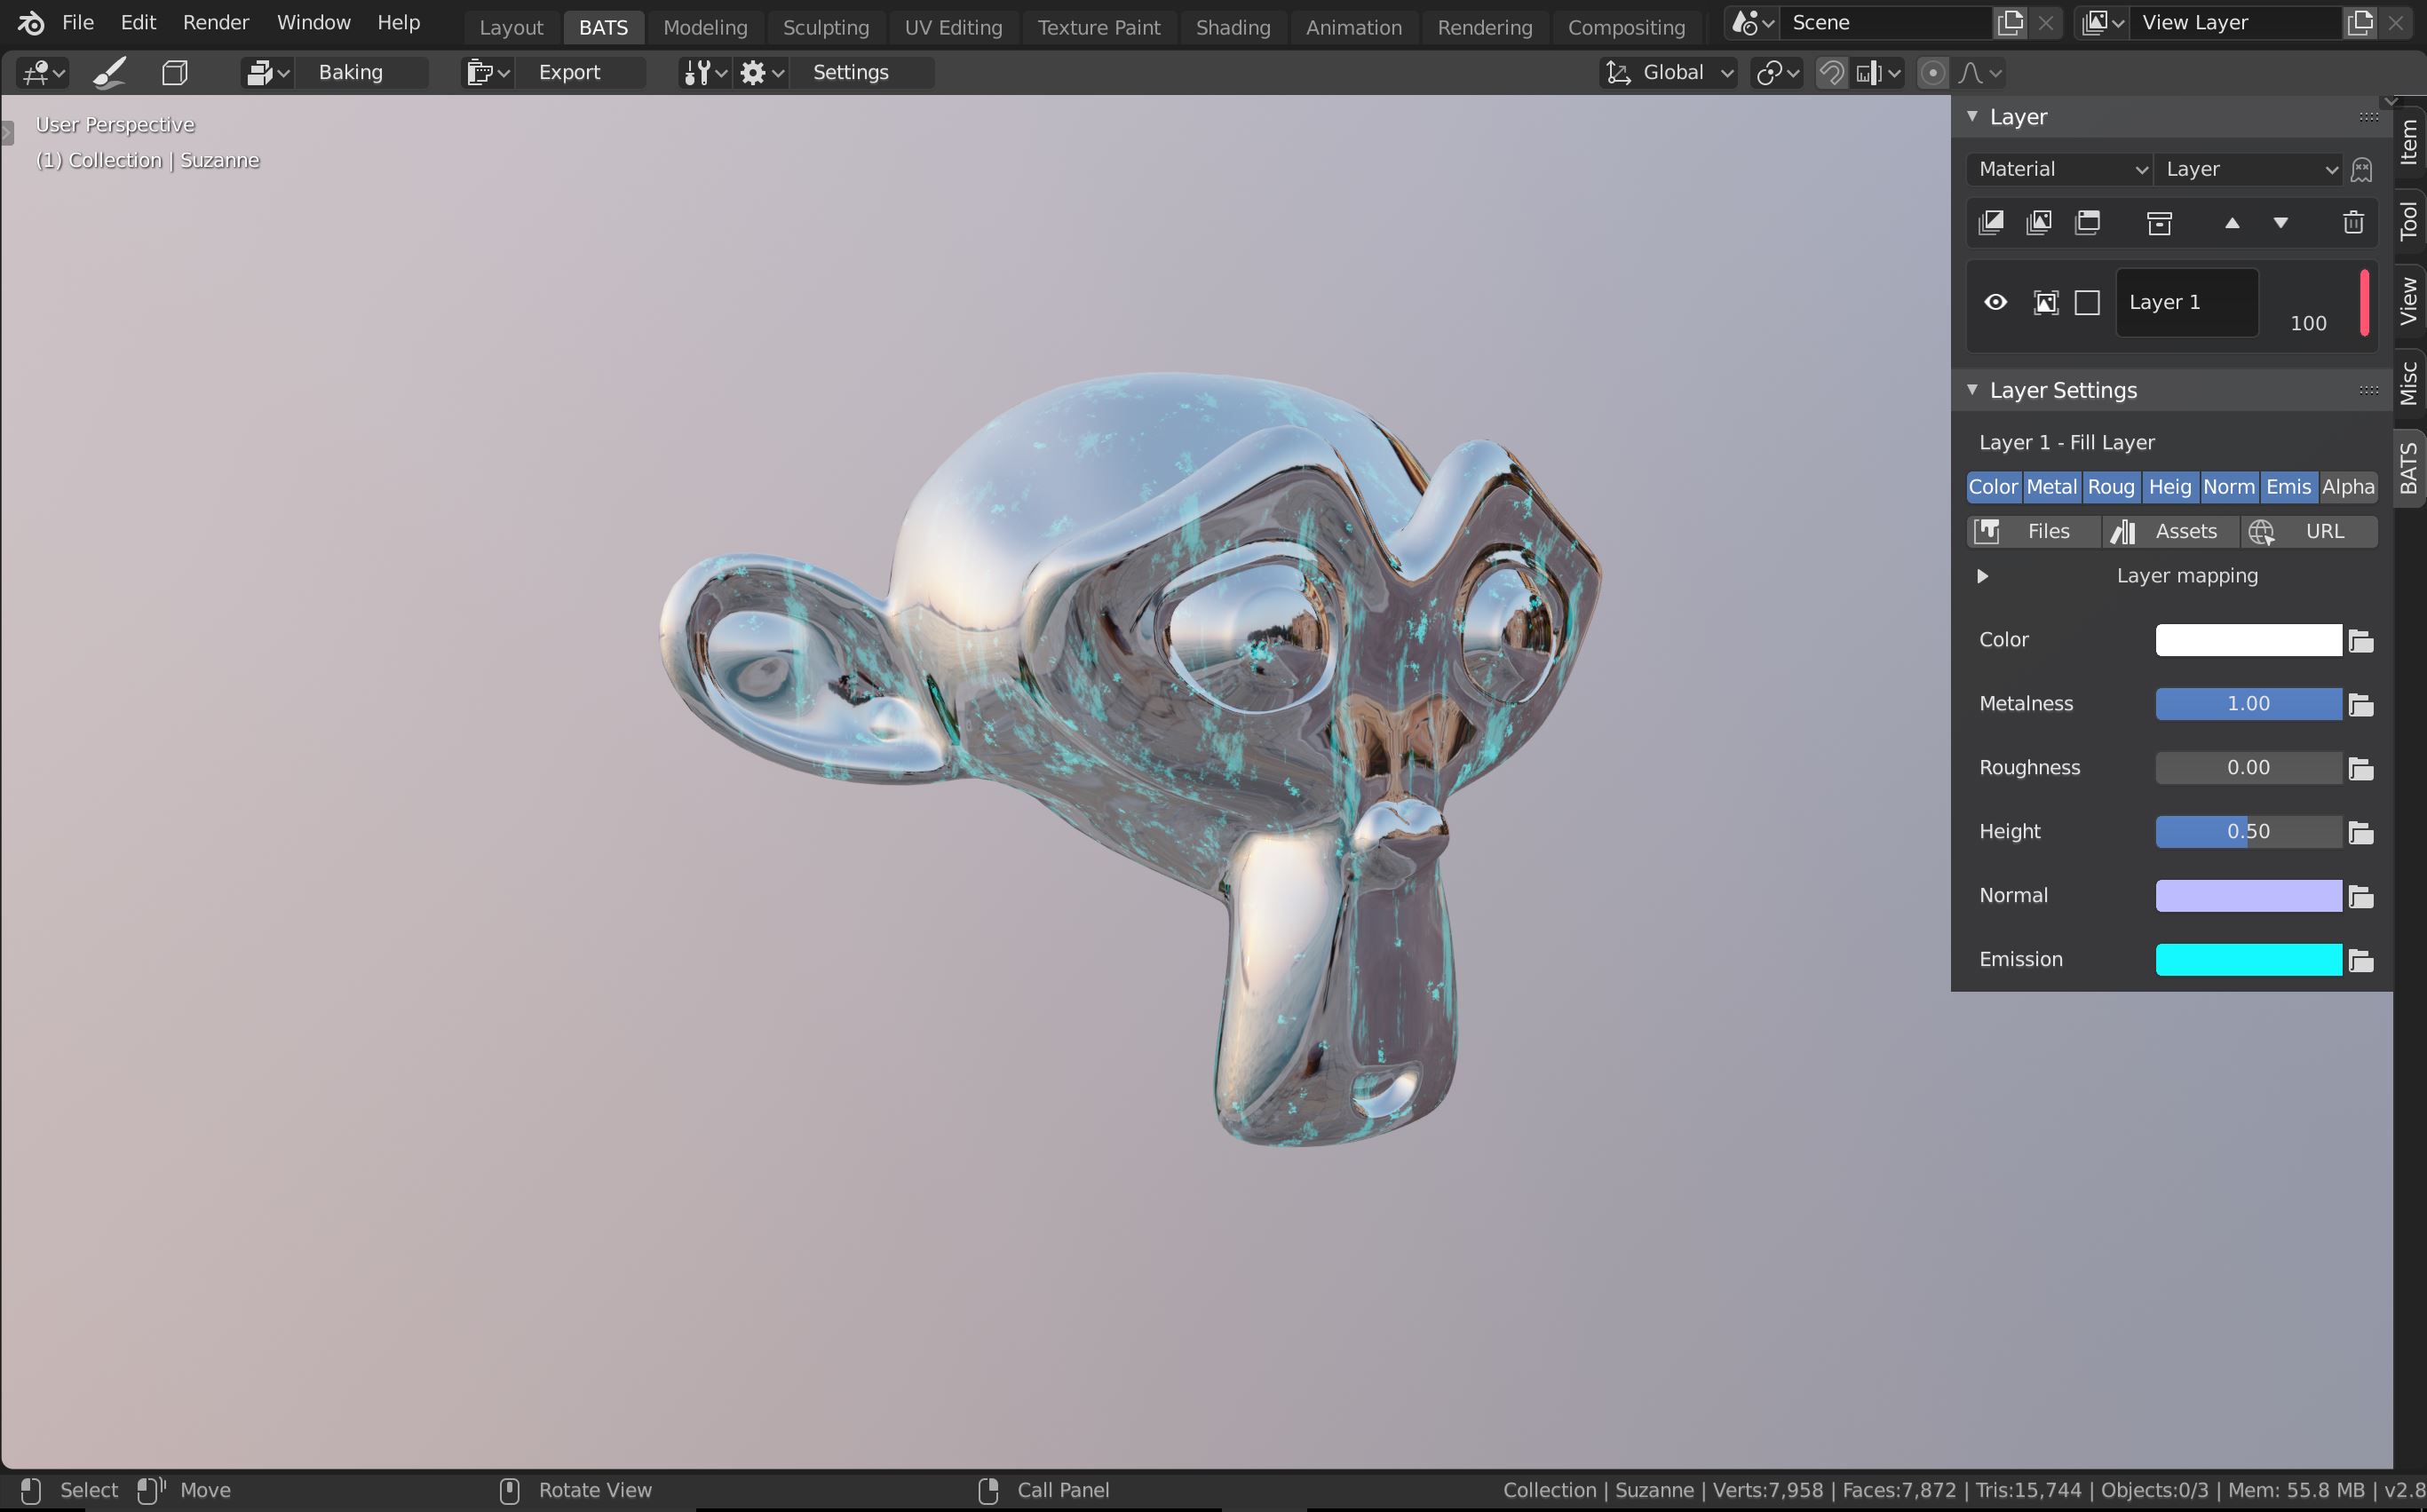 File Edit Render Window Help Layout BATS Modeling Sculpting UV Editing Texture Paint Shading Animation Rendering Compositing Scene View Layer
Baking Export Settings Global
User Perspective
(1) Collection | Suzanne
Layer
Material Layer
Layer 1 100
Layer Settings
Layer 1 - Fill Layer
Color Metal Roug Heig Norm Emis Alpha
Files Assets URL
Layer mapping
Color
Metalness 1.00
Roughness 0.00
Height 0.50
Normal
Emission
Item
Tool
View
Misc
BATS
Select Move Rotate View Call Panel Collection | Suzanne | Verts:7,958 | Faces:7,872 | Tris:15,744 | Objects:0/3 | Mem: 55.8 MB | v2.8